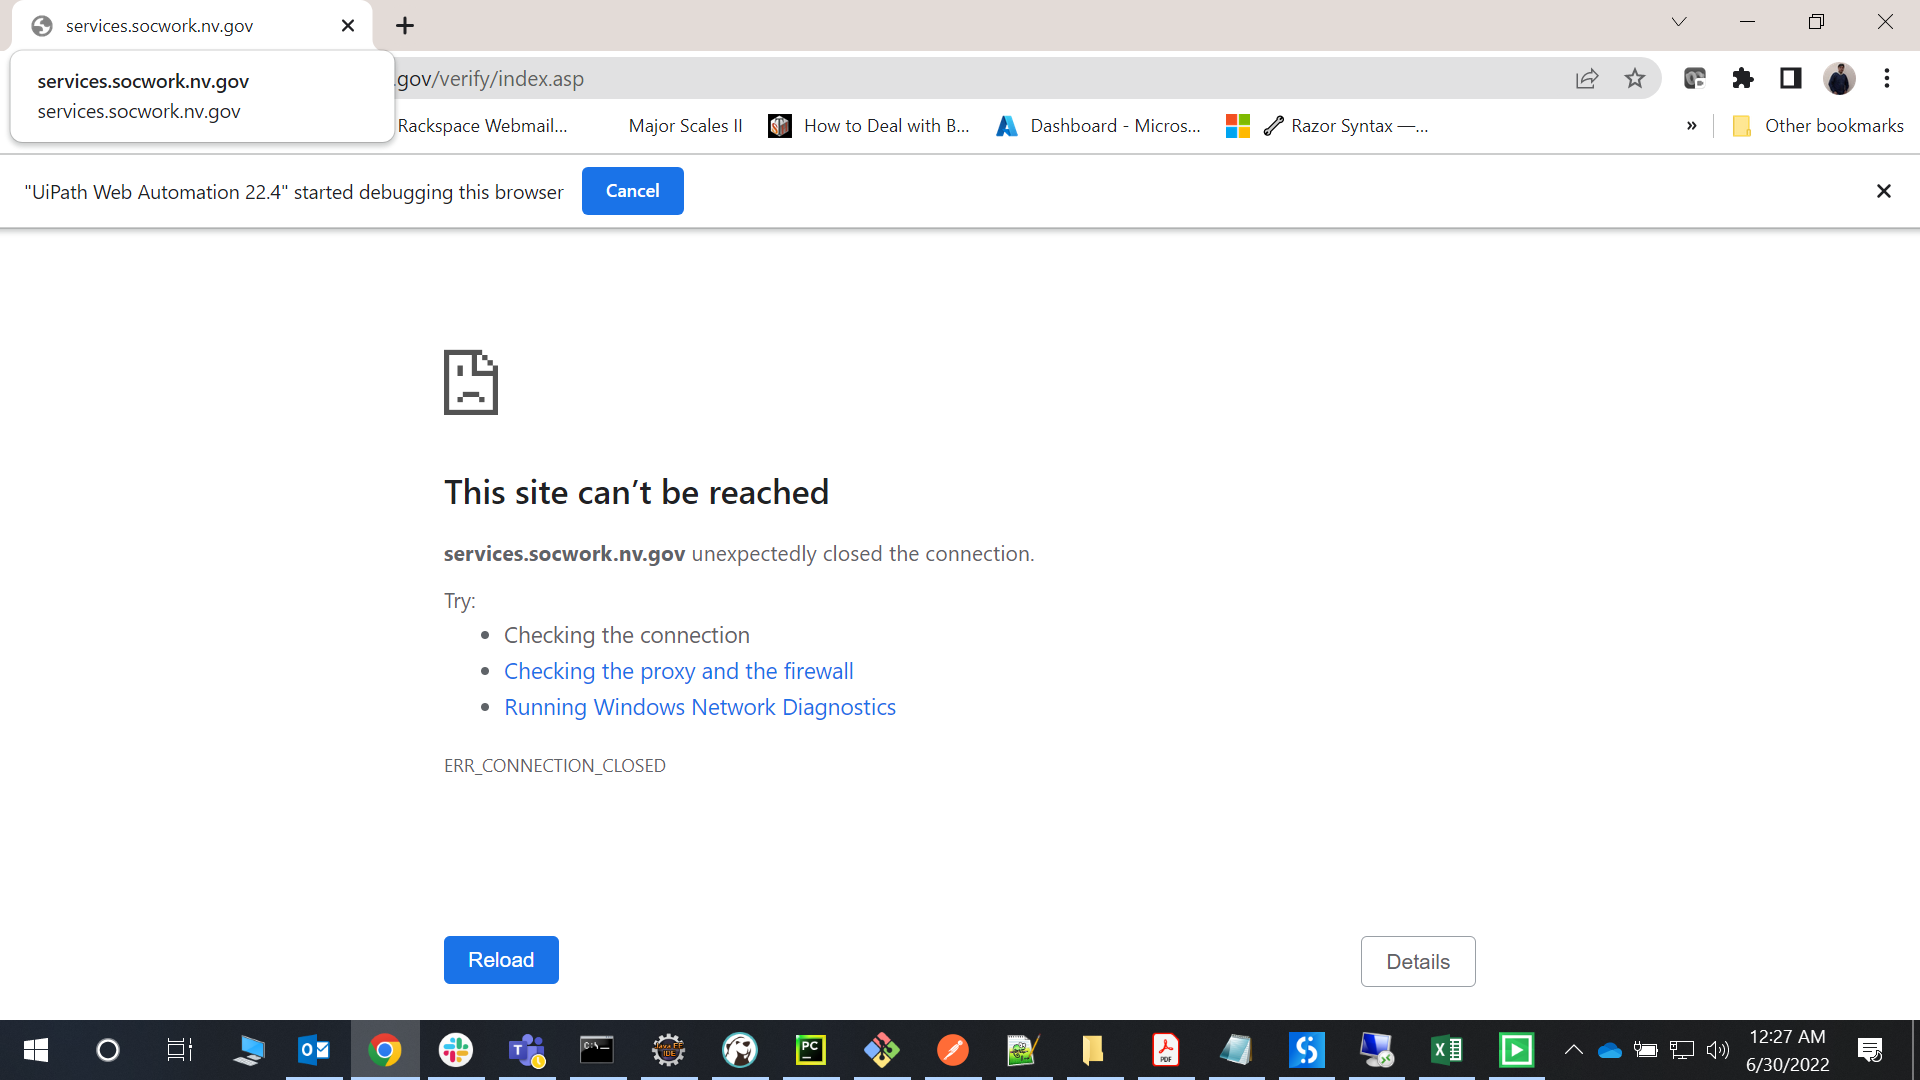 services.socwork.nv.gov
services.socwork.nv.gov
services.socwork.nv.gov
.gov/verify/index.asp
Rackspace Webmail...
Major Scales II
How to Deal with B...
Dashboard - Micros...
Razor Syntax —...
»
Other bookmarks
"UiPath Web Automation 22.4" started debugging this browser
Cancel
This site can’t be reached
services.socwork.nv.gov unexpectedly closed the connection.
Try:
• Checking the connection
• Checking the proxy and the firewall
• Running Windows Network Diagnostics
ERR_CONNECTION_CLOSED
Reload
Details
PC
PDF
12:27 AM
6/30/2022